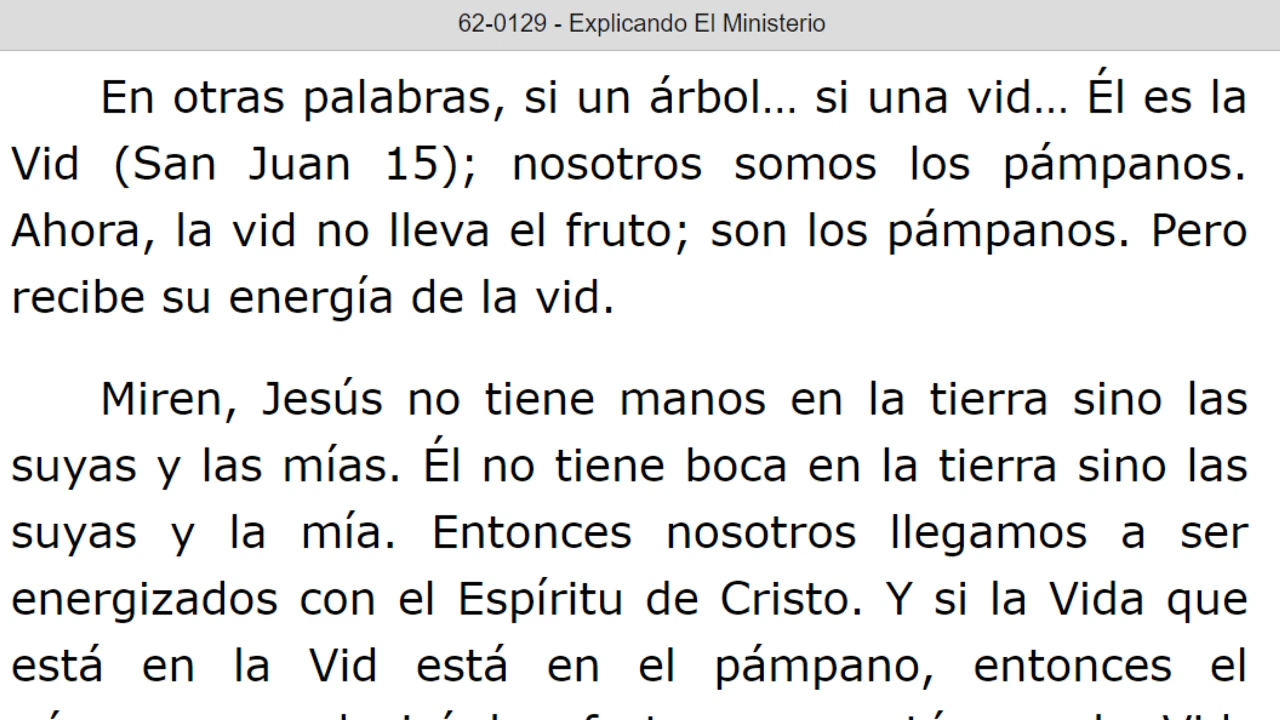 62-0129 - Explicando El Ministerio
En otras palabras, si un árbol... si una vid... Él es la
Vid (San Juan 15); nosotros somos los pámpanos.
Ahora, la vid no lleva el fruto; son los pámpanos. Pero
recibe su energía de la vid.
Miren, Jesús no tiene manos en la tierra sino las
suyas y las mías. Él no tiene boca en la tierra sino las
suyas y la mía. Entonces nosotros llegamos a ser
energizados con el Espíritu de Cristo. Y si la Vida que
está en la Vid está en el pámpano, entonces el